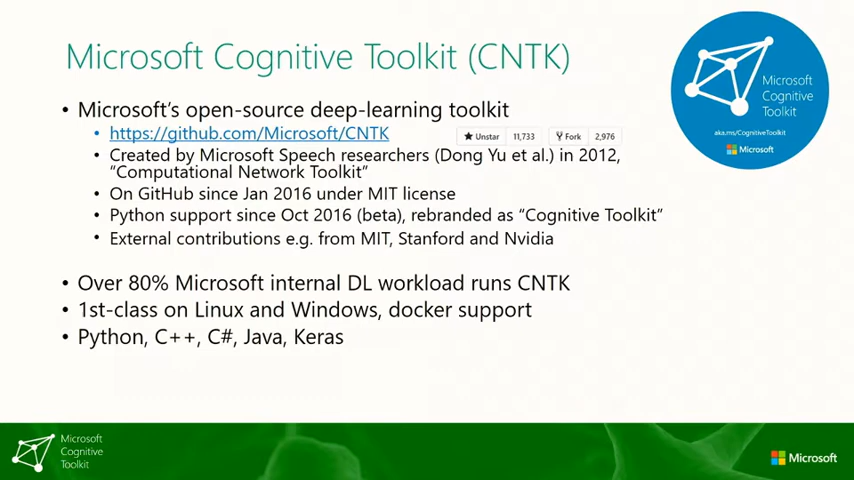 Microsoft Cognitive Toolkit (CNTK)
Microsoft
Cognitive
Toolkit
aka.ms/CognitiveToolkit
Microsoft
• Microsoft's open-source deep-learning toolkit
• https://github.com/Microsoft/CNTK
Unstar 11,733 Fork 2,976
• Created by Microsoft Speech researchers (Dong Yu et al.) in 2012,
“Computational Network Toolkit”
• On GitHub since Jan 2016 under MIT license
• Python support since Oct 2016 (beta), rebranded as “Cognitive Toolkit”
• External contributions e.g. from MIT, Stanford and Nvidia
• Over 80% Microsoft internal DL workload runs CNTK
• 1st-class on Linux and Windows, docker support
• Python, C++, C#, Java, Keras
Microsoft
Cognitive
Toolkit
Microsoft